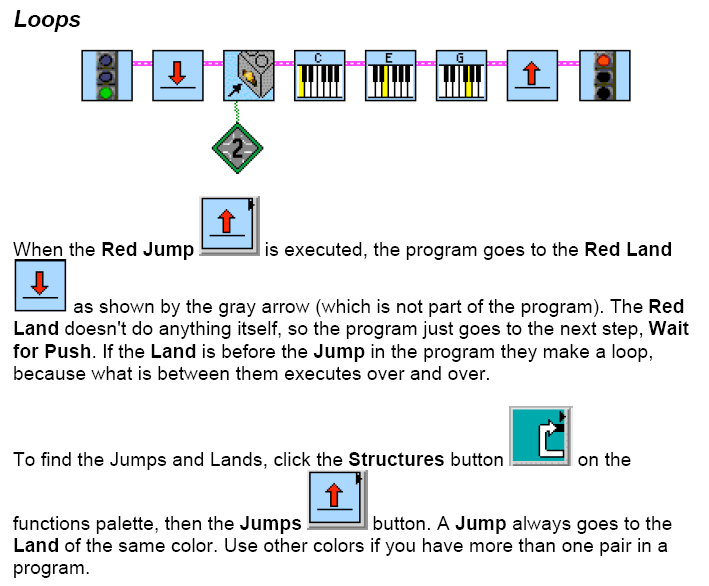 Loops
C E G
2
When the Red Jump is executed, the program goes to the Red Land
as shown by the gray arrow (which is not part of the program). The Red
Land doesn't do anything itself, so the program just goes to the next step, Wait
for Push. If the Land is before the Jump in the program they make a loop,
because what is between them executes over and over.
To find the Jumps and Lands, click the Structures button on the
functions palette, then the Jumps button. A Jump always goes to the
Land of the same color. Use other colors if you have more than one pair in a
program.